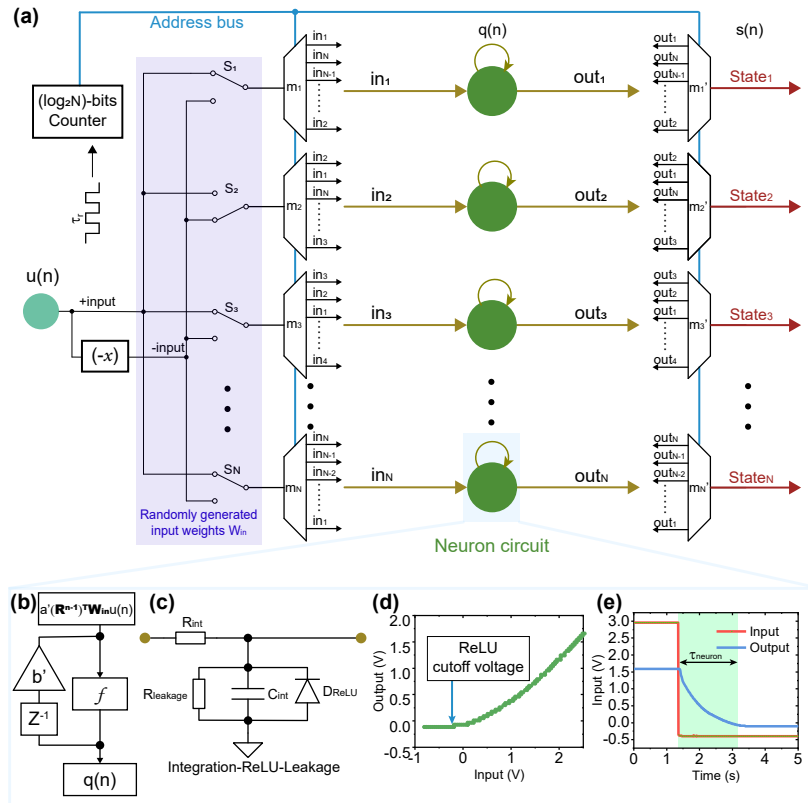 (a)
Address bus
q(n)
s(n)
(log₂N)-bits
Counter
τr
u(n)
+input
(-x)
-input
S₁
S₂
S₃
SN
Randomly generated
input weights Win
m₁
in₁
inN
inN-1
in₂
m₂
in₂
in₁
inN
in₃
m₃
in₃
in₂
in₁
in₄
mN
inN
inN-1
inN-2
in₁
in₁
out₁
in₂
out₂
in₃
out₃
inN
outN
Neuron circuit
out₁
outN
outN-1
out₂
m₁'
State₁
out₂
out₁
outN
out₃
m₂'
State₂
out₃
out₂
out₁
out₄
m₃'
State₃
outN
outN-1
outN-2
out₁
mN'
StateN
(b)
a'(Rⁿ⁻¹)ᵀWinu(n)
b'
f
Z⁻¹
q(n)
(c)
Rint
Rleakage
Cint
DReLU
Integration-ReLU-Leakage
(d)
Output (V)
2.0
1.5
1.0
0.5
0.0
-0.5
ReLU
cutoff voltage
-1 0 1 2
Input (V)
(e)
Input (V)
3.0
2.5
2.0
1.5
1.0
0.5
0.0
-0.5
Input
Output
τneuron
0 1 2 3 4 5
Time (s)